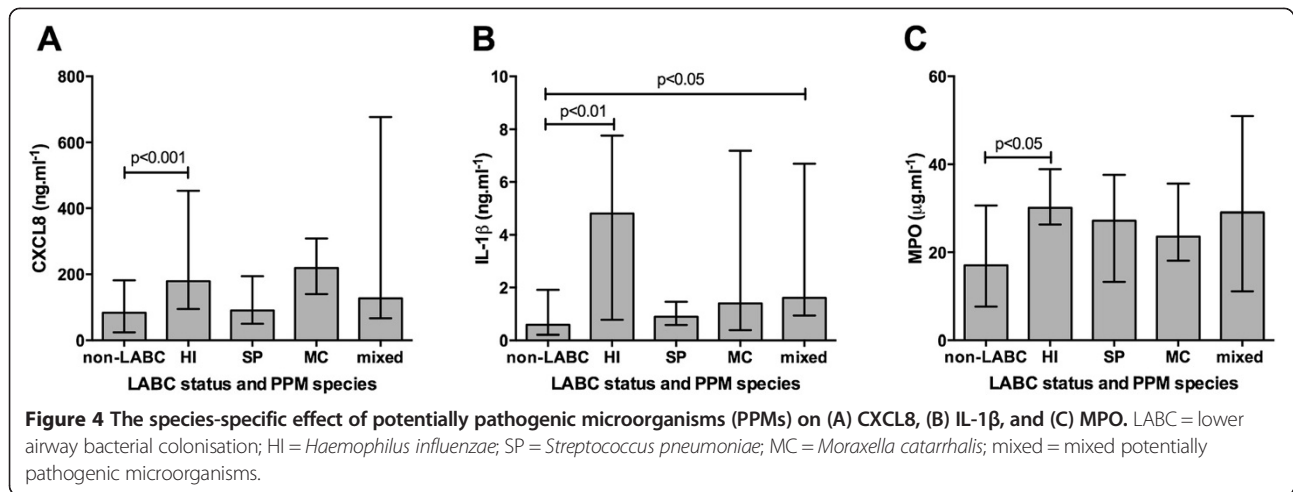 A
CXCL8 (ng.ml⁻¹)
800
600
400
200
0
p<0.001
non-LABC HI SP MC mixed
LABC status and PPM species
B
IL-1β (ng.ml⁻¹)
10
8
6
4
2
0
p<0.05
p<0.01
non-LABC HI SP MC mixed
LABC status and PPM species
C
MPO (μg.ml⁻¹)
60
40
20
0
p<0.05
non-LABC HI SP MC mixed
LABC status and PPM species
Figure 4 The species-specific effect of potentially pathogenic microorganisms (PPMs) on (A) CXCL8, (B) IL-1β, and (C) MPO. LABC = lower
airway bacterial colonisation; HI = Haemophilus influenzae; SP = Streptococcus pneumoniae; MC = Moraxella catarrhalis; mixed = mixed potentially
pathogenic microorganisms.